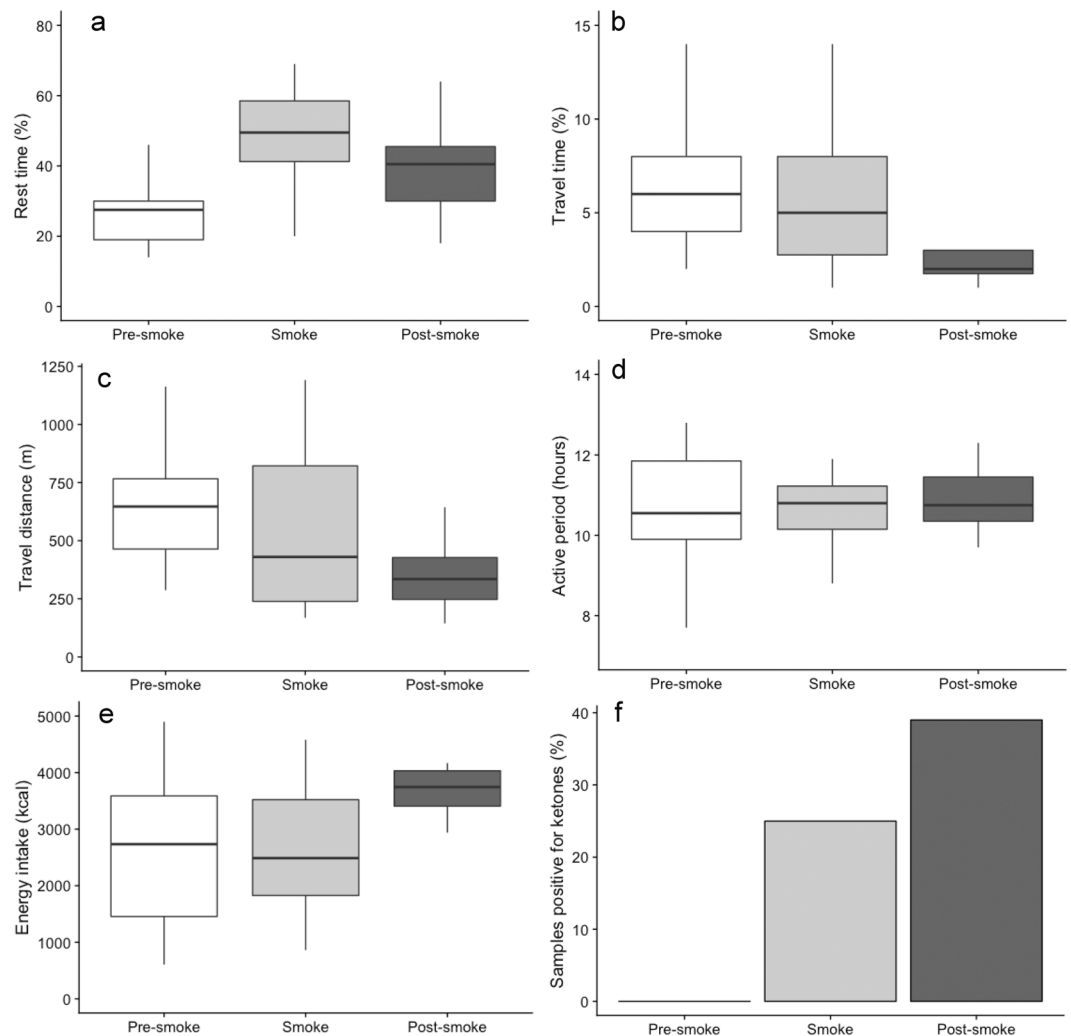 a
Rest time (%)
80
60
40
20
0
Pre-smoke Smoke Post-smoke
b
Travel time (%)
15
10
5
0
Pre-smoke Smoke Post-smoke
c
Travel distance (m)
1250
1000
750
500
250
0
Pre-smoke Smoke Post-smoke
d
Active period (hours)
14
12
10
8
Pre-smoke Smoke Post-smoke
e
Energy intake (kcal)
5000
4000
3000
2000
1000
0
Pre-smoke Smoke Post-smoke
f
Samples positive for ketones (%)
40
30
20
10
0
Pre-smoke Smoke Post-smoke